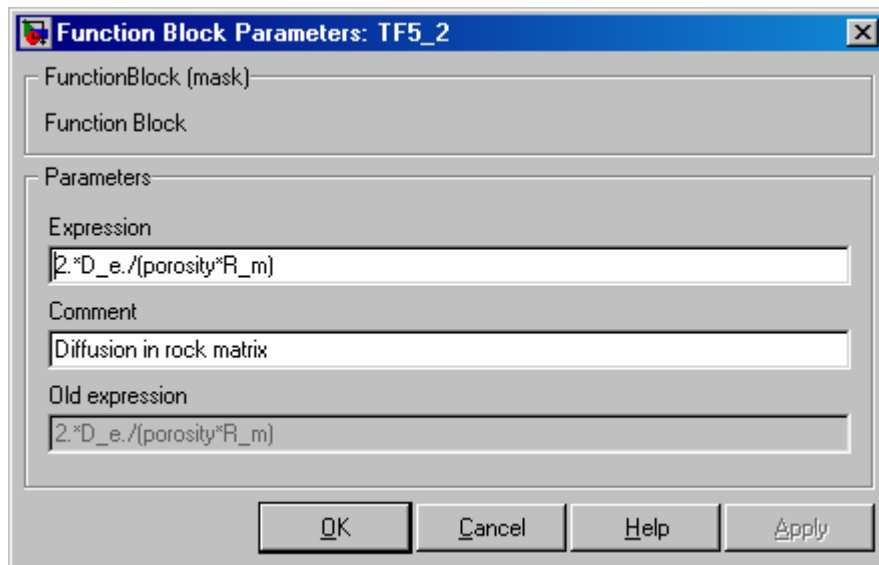 Function Block Parameters: TF5_2
FunctionBlock (mask)
Function Block
Parameters
Expression
2.*D_e./(porosity*R_m)
Comment
Diffusion in rock matrix
Old expression
2.*D_e./(porosity*R_m)
OK Cancel Help Apply